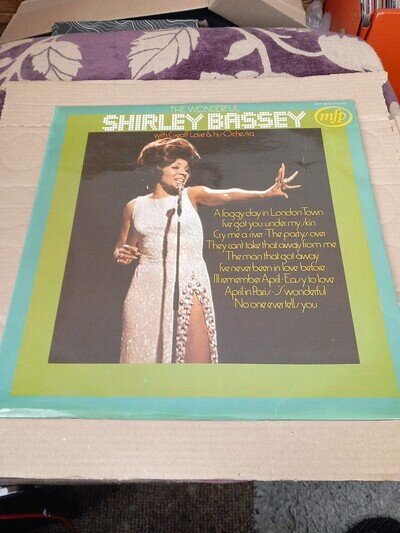 THE WONDERFUL
SHIRLEY BASSEY
with Geoff Love & his Orchestra
mfp
A foggy day in London Town
I've got you under my skin
Cry me a river · The party's over
They can't take that away from me
The man that got away
I've never been in love before
I'll remember April · Easy to love
April in Paris · 'S wonderful
No one ever tells you